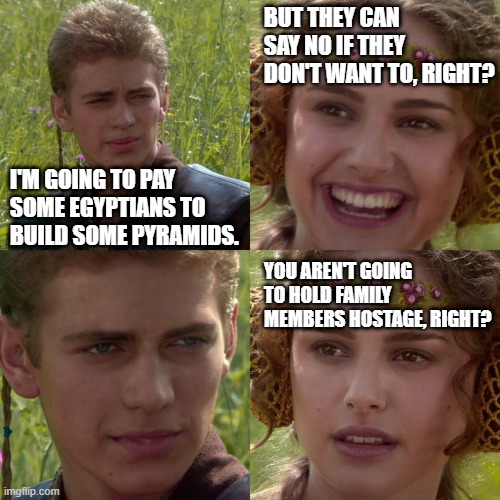 I'M GOING TO PAY
SOME EGYPTIANS TO
BUILD SOME PYRAMIDS.
BUT THEY CAN
SAY NO IF THEY
DON'T WANT TO, RIGHT?
YOU AREN'T GOING
TO HOLD FAMILY
MEMBERS HOSTAGE, RIGHT?
imgflip.com